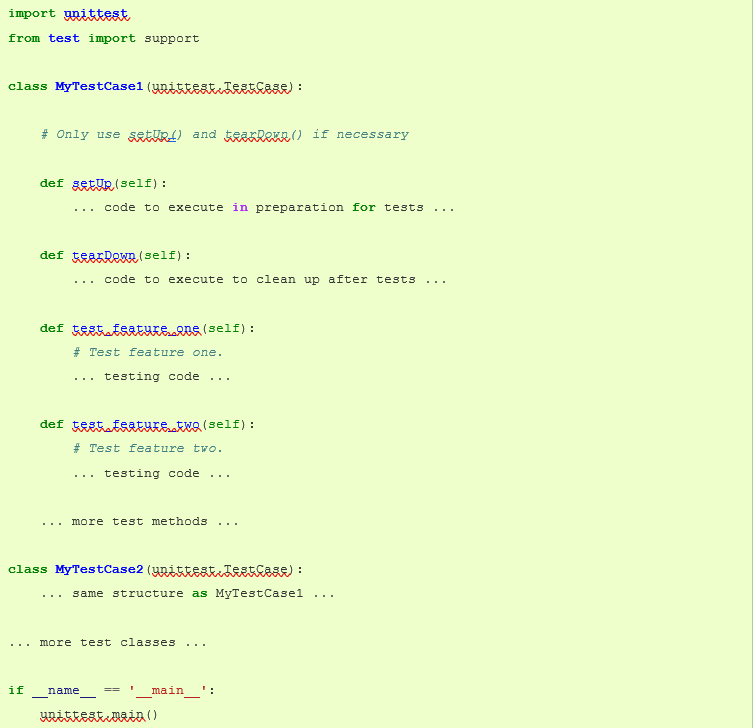 import unittest
from test import support
class MyTestCase1(unittest.TestCase):
# Only use setUp() and tearDown() if necessary
def setUp(self):
... code to execute in preparation for tests ...
def tearDown(self):
... code to execute to clean up after tests ...
def test_feature_one(self):
# Test feature one.
... testing code ...
def test_feature_two(self):
# Test feature two.
... testing code ...
... more test methods ...
class MyTestCase2(unittest.TestCase):
... same structure as MyTestCase1 ...
... more test classes ...
if __name__ == '__main__':
unittest.main()